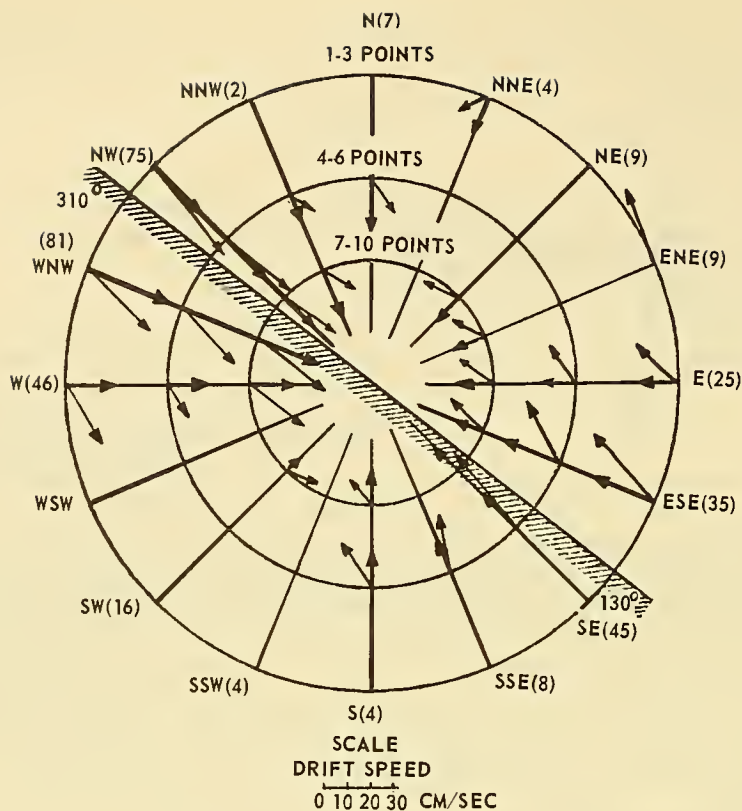 N(7)
1-3 POINTS
NNW(2)
NNE(4)
NW(75)
4-6 POINTS
NE(9)
310°
7-10 POINTS
(81)
WNW
ENE(9)
W(46)
E(25)
WSW
ESE(35)
SW(16)
130°
SE(45)
SSW(4)
SSE(8)
S(4)
SCALE
DRIFT SPEED
0 10 20 30 CM/SEC